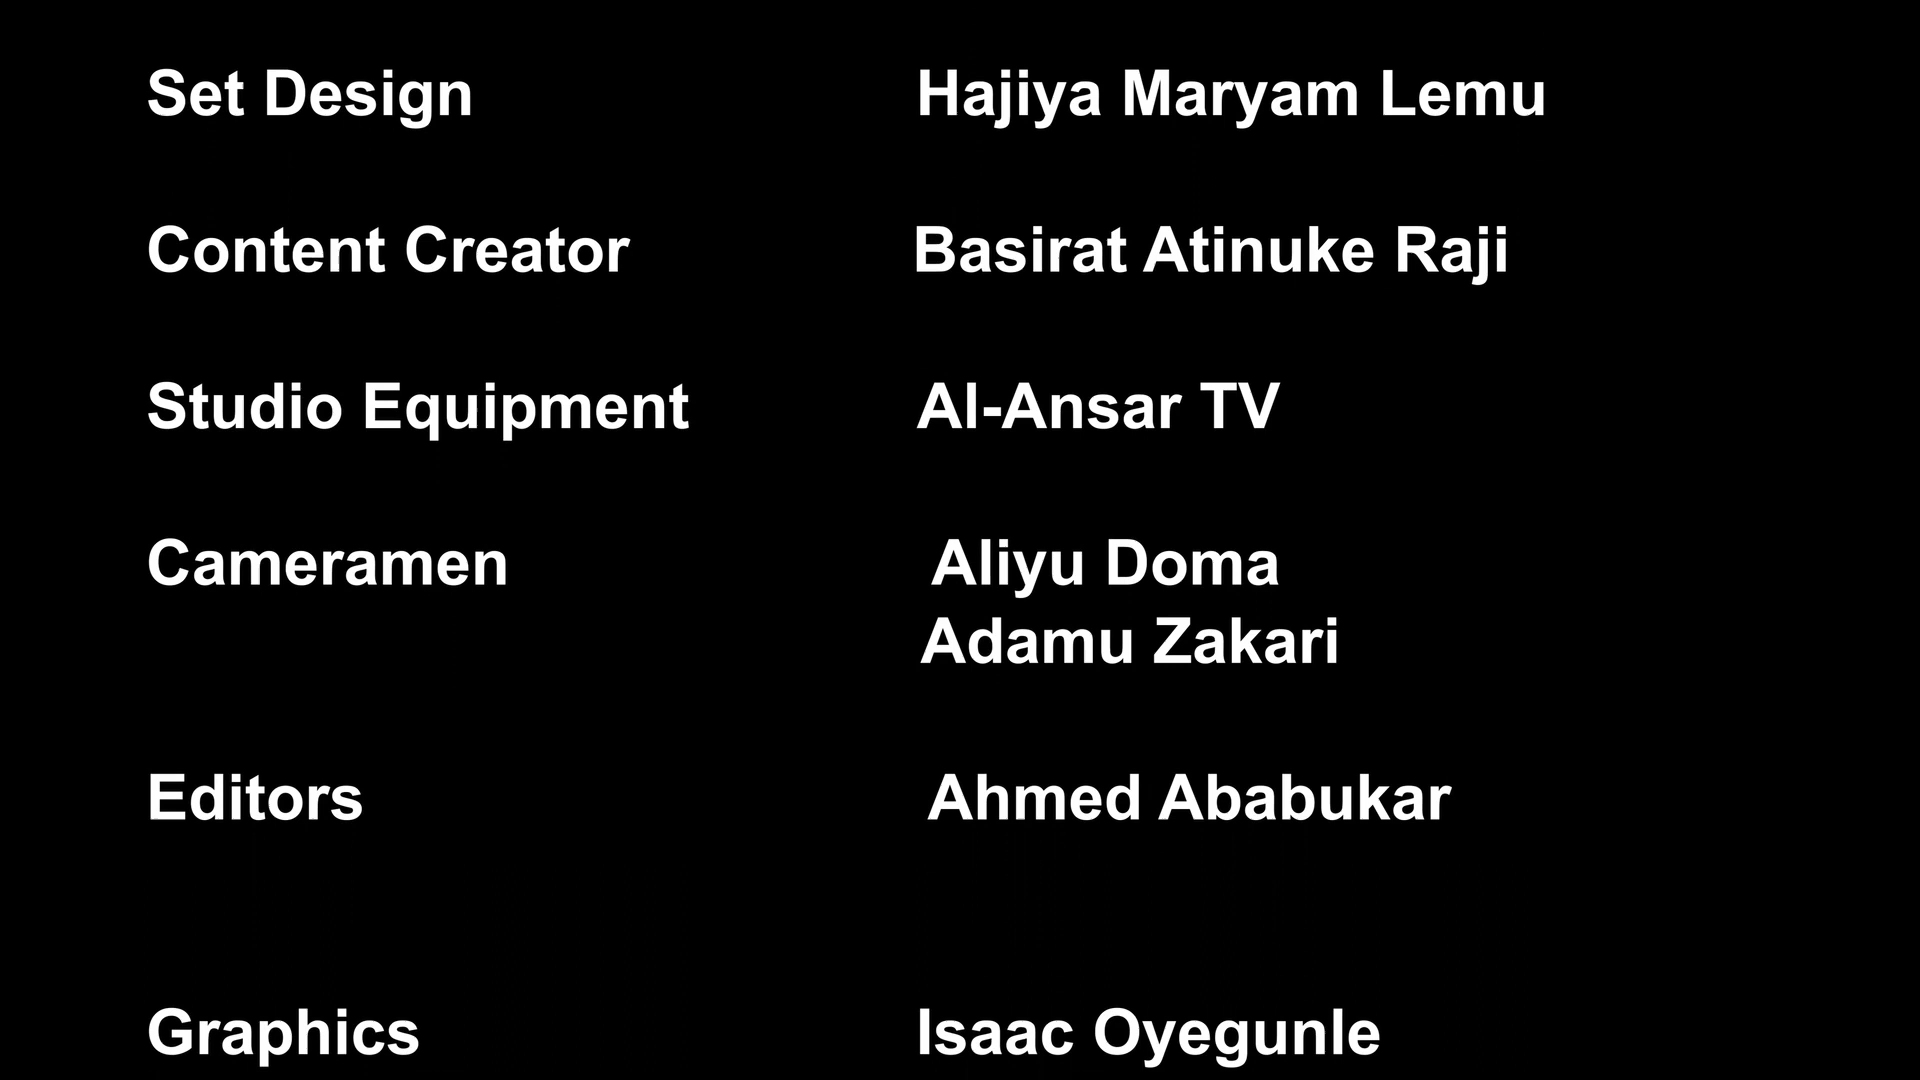 Set Design Hajiya Maryam Lemu
Content Creator Basirat Atinuke Raji
Studio Equipment Al-Ansar TV
Cameramen Aliyu Doma
Adamu Zakari
Editors Ahmed Ababukar
Graphics Isaac Oyegunle